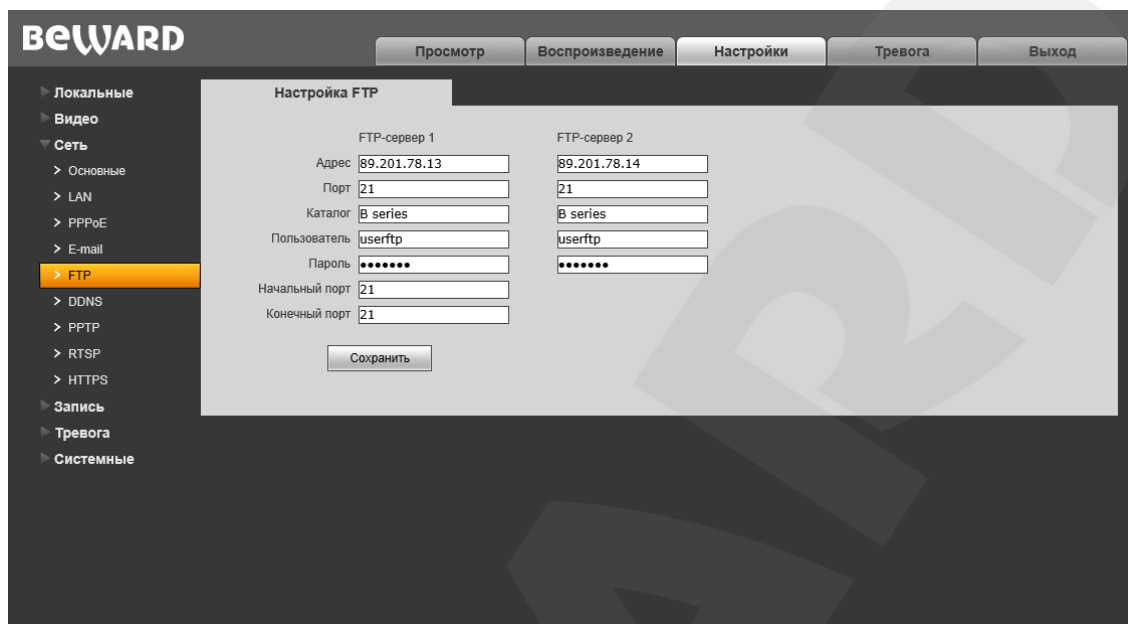 BEWARD
Просмотр Воспроизведение Настройки Тревога Выход
Локальные
Видео
Сеть
> Основные
> LAN
> PPPoE
> E-mail
> FTP
> DDNS
> PPTP
> RTSP
> HTTPS
Запись
Тревога
Системные
Настройка FTP
FTP-сервер 1 FTP-сервер 2
Адрес 89.201.78.13 89.201.78.14
Порт 21 21
Каталог B series B series
Пользователь userftp userftp
Пароль ••••••• •••••••
Начальный порт 21
Конечный порт 21
Сохранить